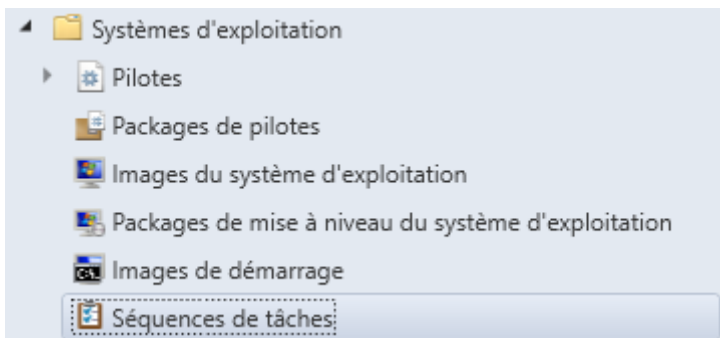 Systèmes d'exploitation
Pilotes
Packages de pilotes
Images du système d'exploitation
Packages de mise à niveau du système d'exploitation
Images de démarrage
Séquences de tâches